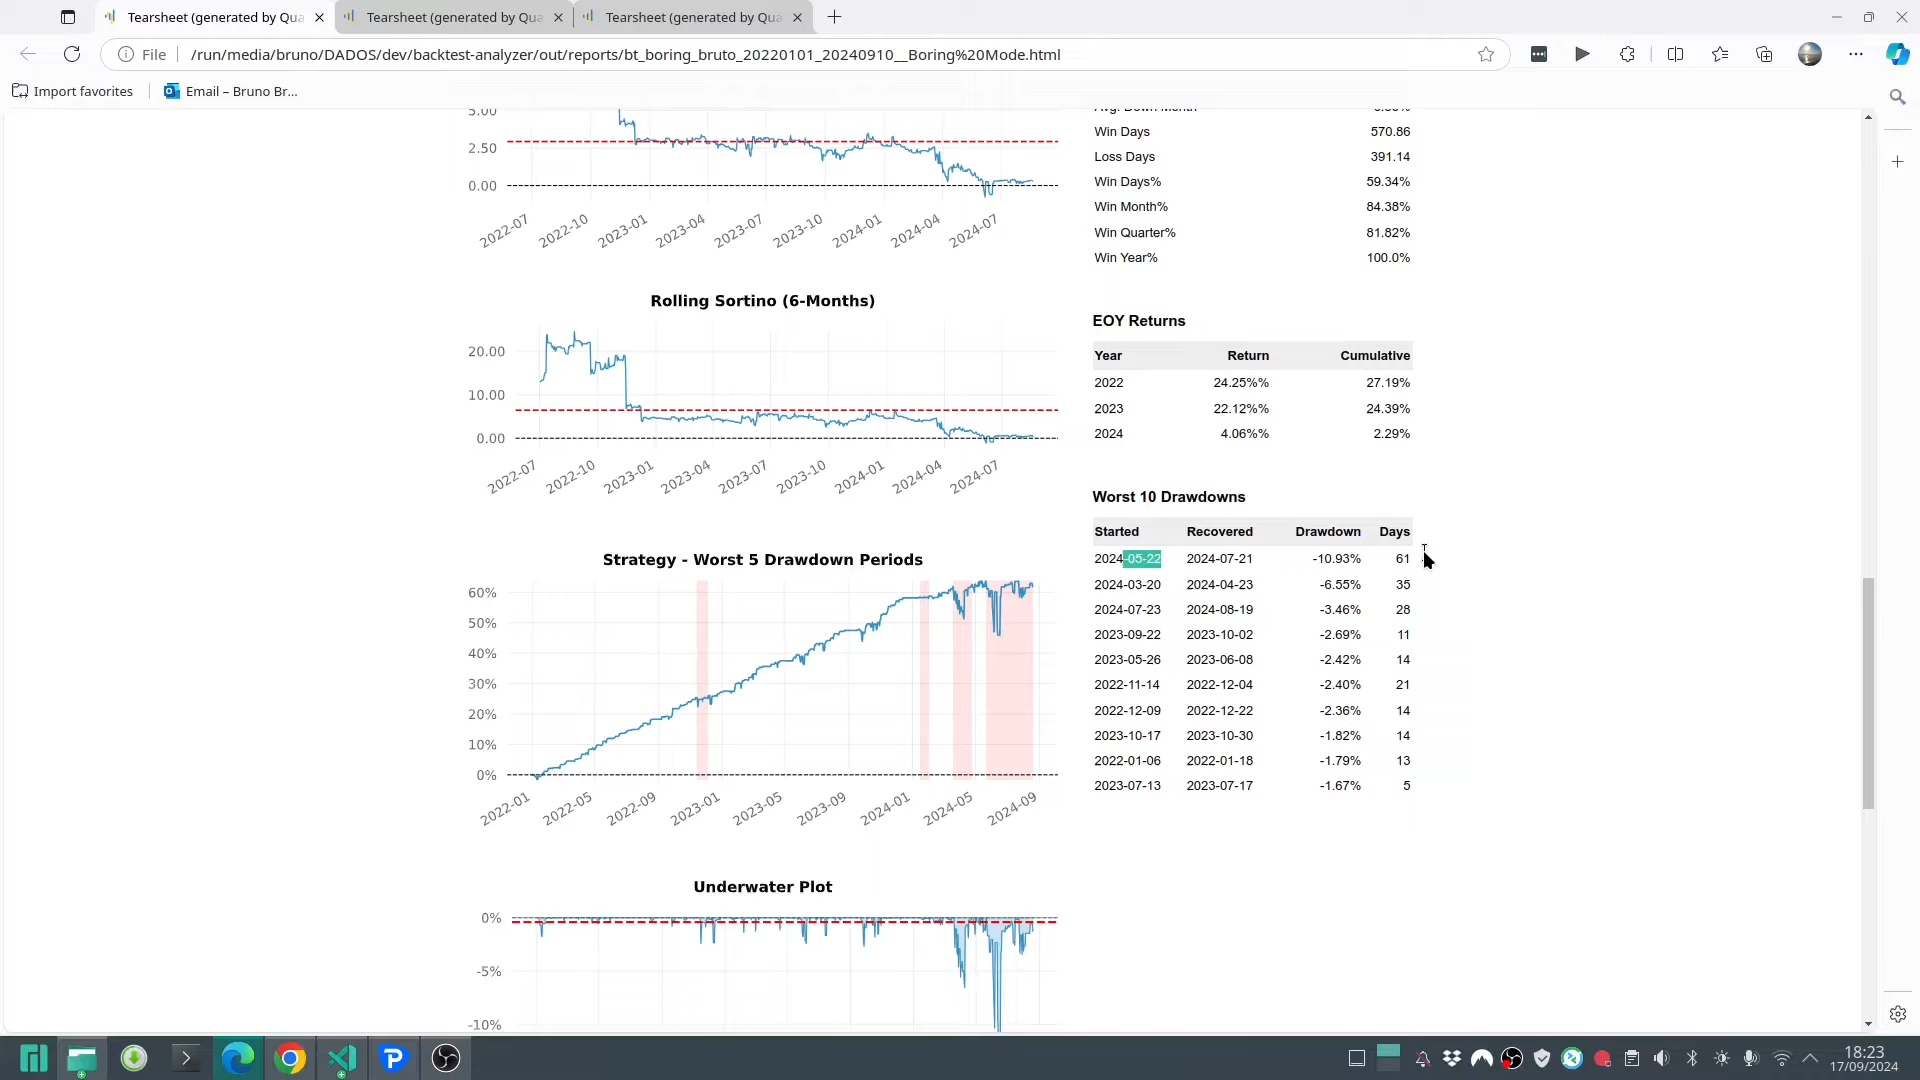 Tearsheet (generated by Qua
Tearsheet (generated by Qua
Tearsheet (generated by Qua
File
/run/media/bruno/DADOS/dev/backtest-analyzer/out/reports/bt_boring_bruto_20220101_20240910__Boring%20Mode.html
Import favorites
Email – Bruno Br...
5.00
2.50
0.00
2022-07
2022-10
2023-01
2023-04
2023-07
2023-10
2024-01
2024-04
2024-07
Win Days 570.86
Loss Days 391.14
Win Days% 59.34%
Win Month% 84.38%
Win Quarter% 81.82%
Win Year% 100.0%
Rolling Sortino (6-Months)
20.00
10.00
0.00
2022-07
2022-10
2023-01
2023-04
2023-07
2023-10
2024-01
2024-04
2024-07
EOY Returns
Year Return Cumulative
2022 24.25%% 27.19%
2023 22.12%% 24.39%
2024 4.06%% 2.29%
Worst 10 Drawdowns
Started Recovered Drawdown Days
2024-05-22 2024-07-21 -10.93% 61
2024-03-20 2024-04-23 -6.55% 35
2024-07-23 2024-08-19 -3.46% 28
2023-09-22 2023-10-02 -2.69% 11
2023-05-26 2023-06-08 -2.42% 14
2022-11-14 2022-12-04 -2.40% 21
2022-12-09 2022-12-22 -2.36% 14
2023-10-17 2023-10-30 -1.82% 14
2022-01-06 2022-01-18 -1.79% 13
2023-07-13 2023-07-17 -1.67% 5
Strategy - Worst 5 Drawdown Periods
60%
50%
40%
30%
20%
10%
0%
2022-01
2022-05
2022-09
2023-01
2023-05
2023-09
2024-01
2024-05
2024-09
Underwater Plot
0%
-5%
-10%
18:23
17/09/2024